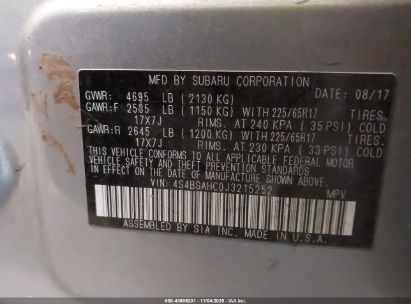 MFD BY SUBARU CORPORATION DATE: 08/17
GVWR: 4695 LB (2130 KG)
GAWR:F 2535 LB (1150 KG) WITH 225/65R17 TIRES
17X7J RIMS. AT 240 KPA (35 PSI) COLD
GAWR:R 2645 LB (1200 KG) WITH 225/65R17 TIRES
17X7J RIMS. AT 230 KPA (33 PSI) COLD
THIS VEHICLE CONFORMS TO ALL APPLICABLE FEDERAL MOTOR
VEHICLE SAFETY, BUMPER AND THEFT PREVENTION STANDARDS
IN EFFECT ON THE DATE OF MANUFACTURE SHOWN ABOVE.
VIN: 4S4BSAHC0J3215252 MPV
ASSEMBLED BY SIA INC. MADE IN U.S.A.